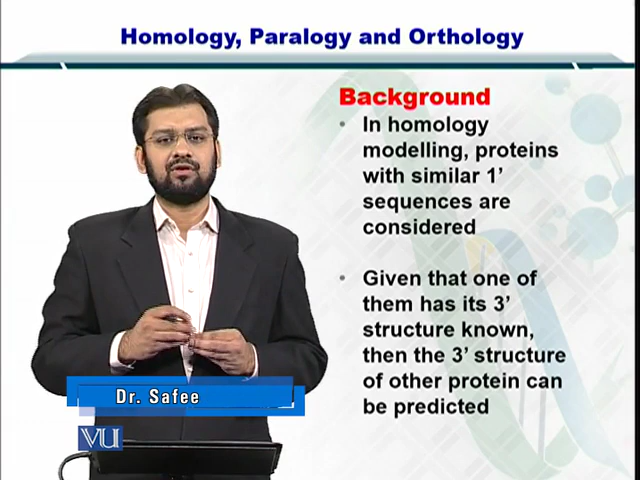 Homology, Paralogy and Orthology
Background
• In homology
modelling, proteins
with similar 1’
sequences are
considered
• Given that one of
them has its 3’
structure known,
then the 3’ structure
of other protein can
be predicted
Dr. Safee
VU